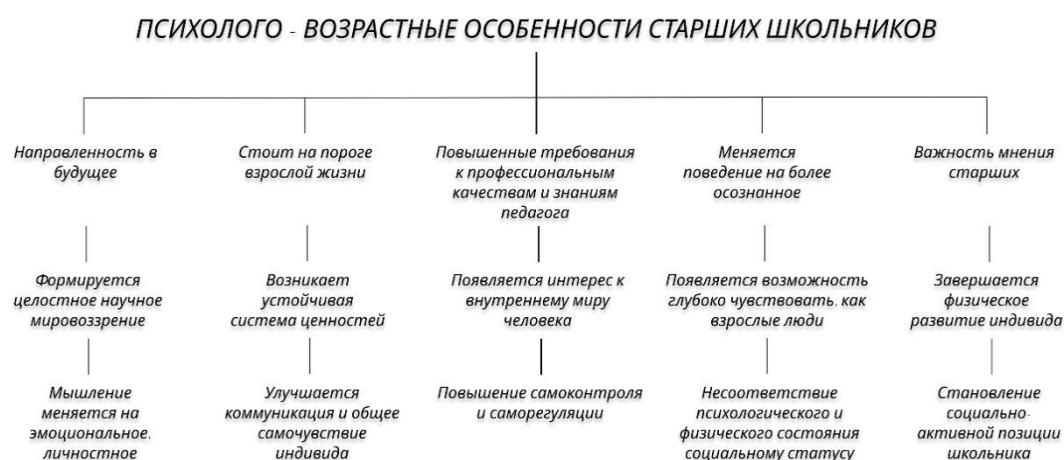 ПСИХОЛОГО - ВОЗРАСТНЫЕ ОСОБЕННОСТИ СТАРШИХ ШКОЛЬНИКОВ
Направленность в
будущее
Стоит на пороге
взрослой жизни
Повышенные требования
к профессиональным
качествам и знаниям
педагога
Меняется
поведение на более
осознанное
Важность мнения
старших
Формируется
целостное научное
мировоззрение
Возникает
устойчивая
система ценностей
Появляется интерес к
внутреннему миру
человека
Появляется возможность
глубоко чувствовать, как
взрослые люди
Завершается
физическое
развитие индивида
Мышление
меняется на
эмоциональное,
личностное
Улучшается
коммуникация и общее
самочувствие
индивида
Повышение самоконтроля
и саморегуляции
Несоответствие
психологического и
физического состояния
социальному статусу
Становление
социально-
активной позиции
школьника